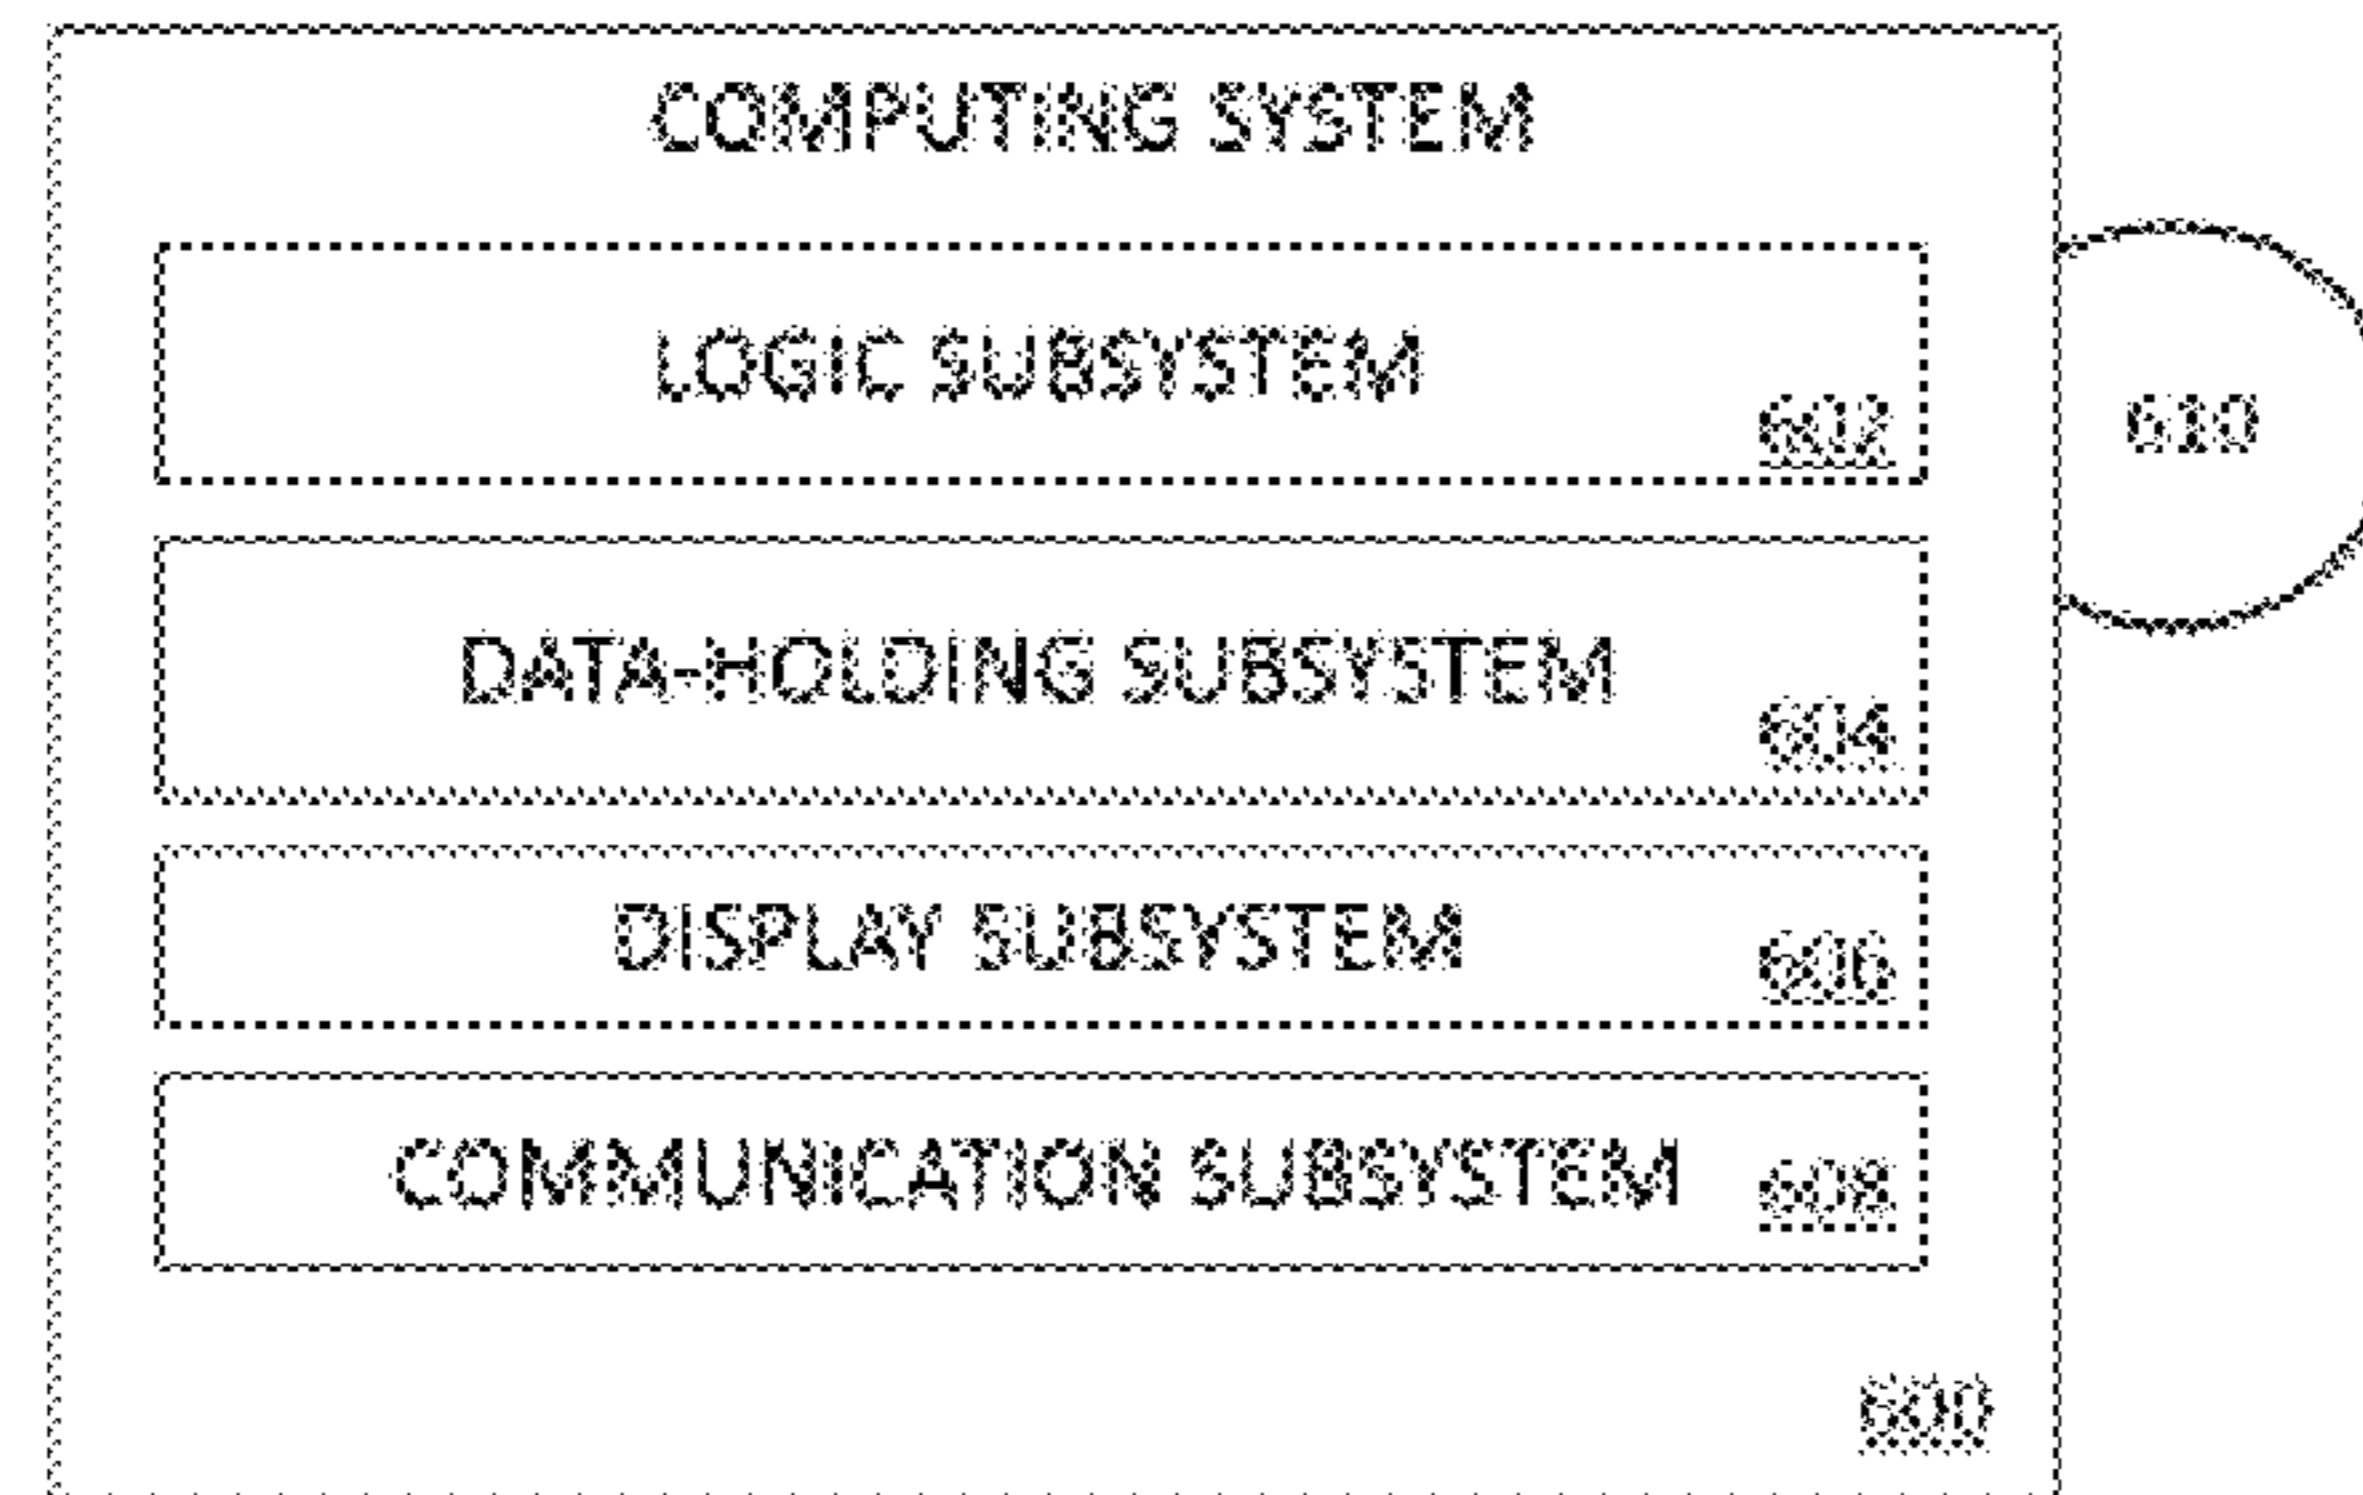 COMPUTING SYSTEM
LOGIC SUBSYSTEM
602
610
DATA-HOLDING SUBSYSTEM
604
DISPLAY SUBSYSTEM
606
COMMUNICATION SUBSYSTEM
608
600